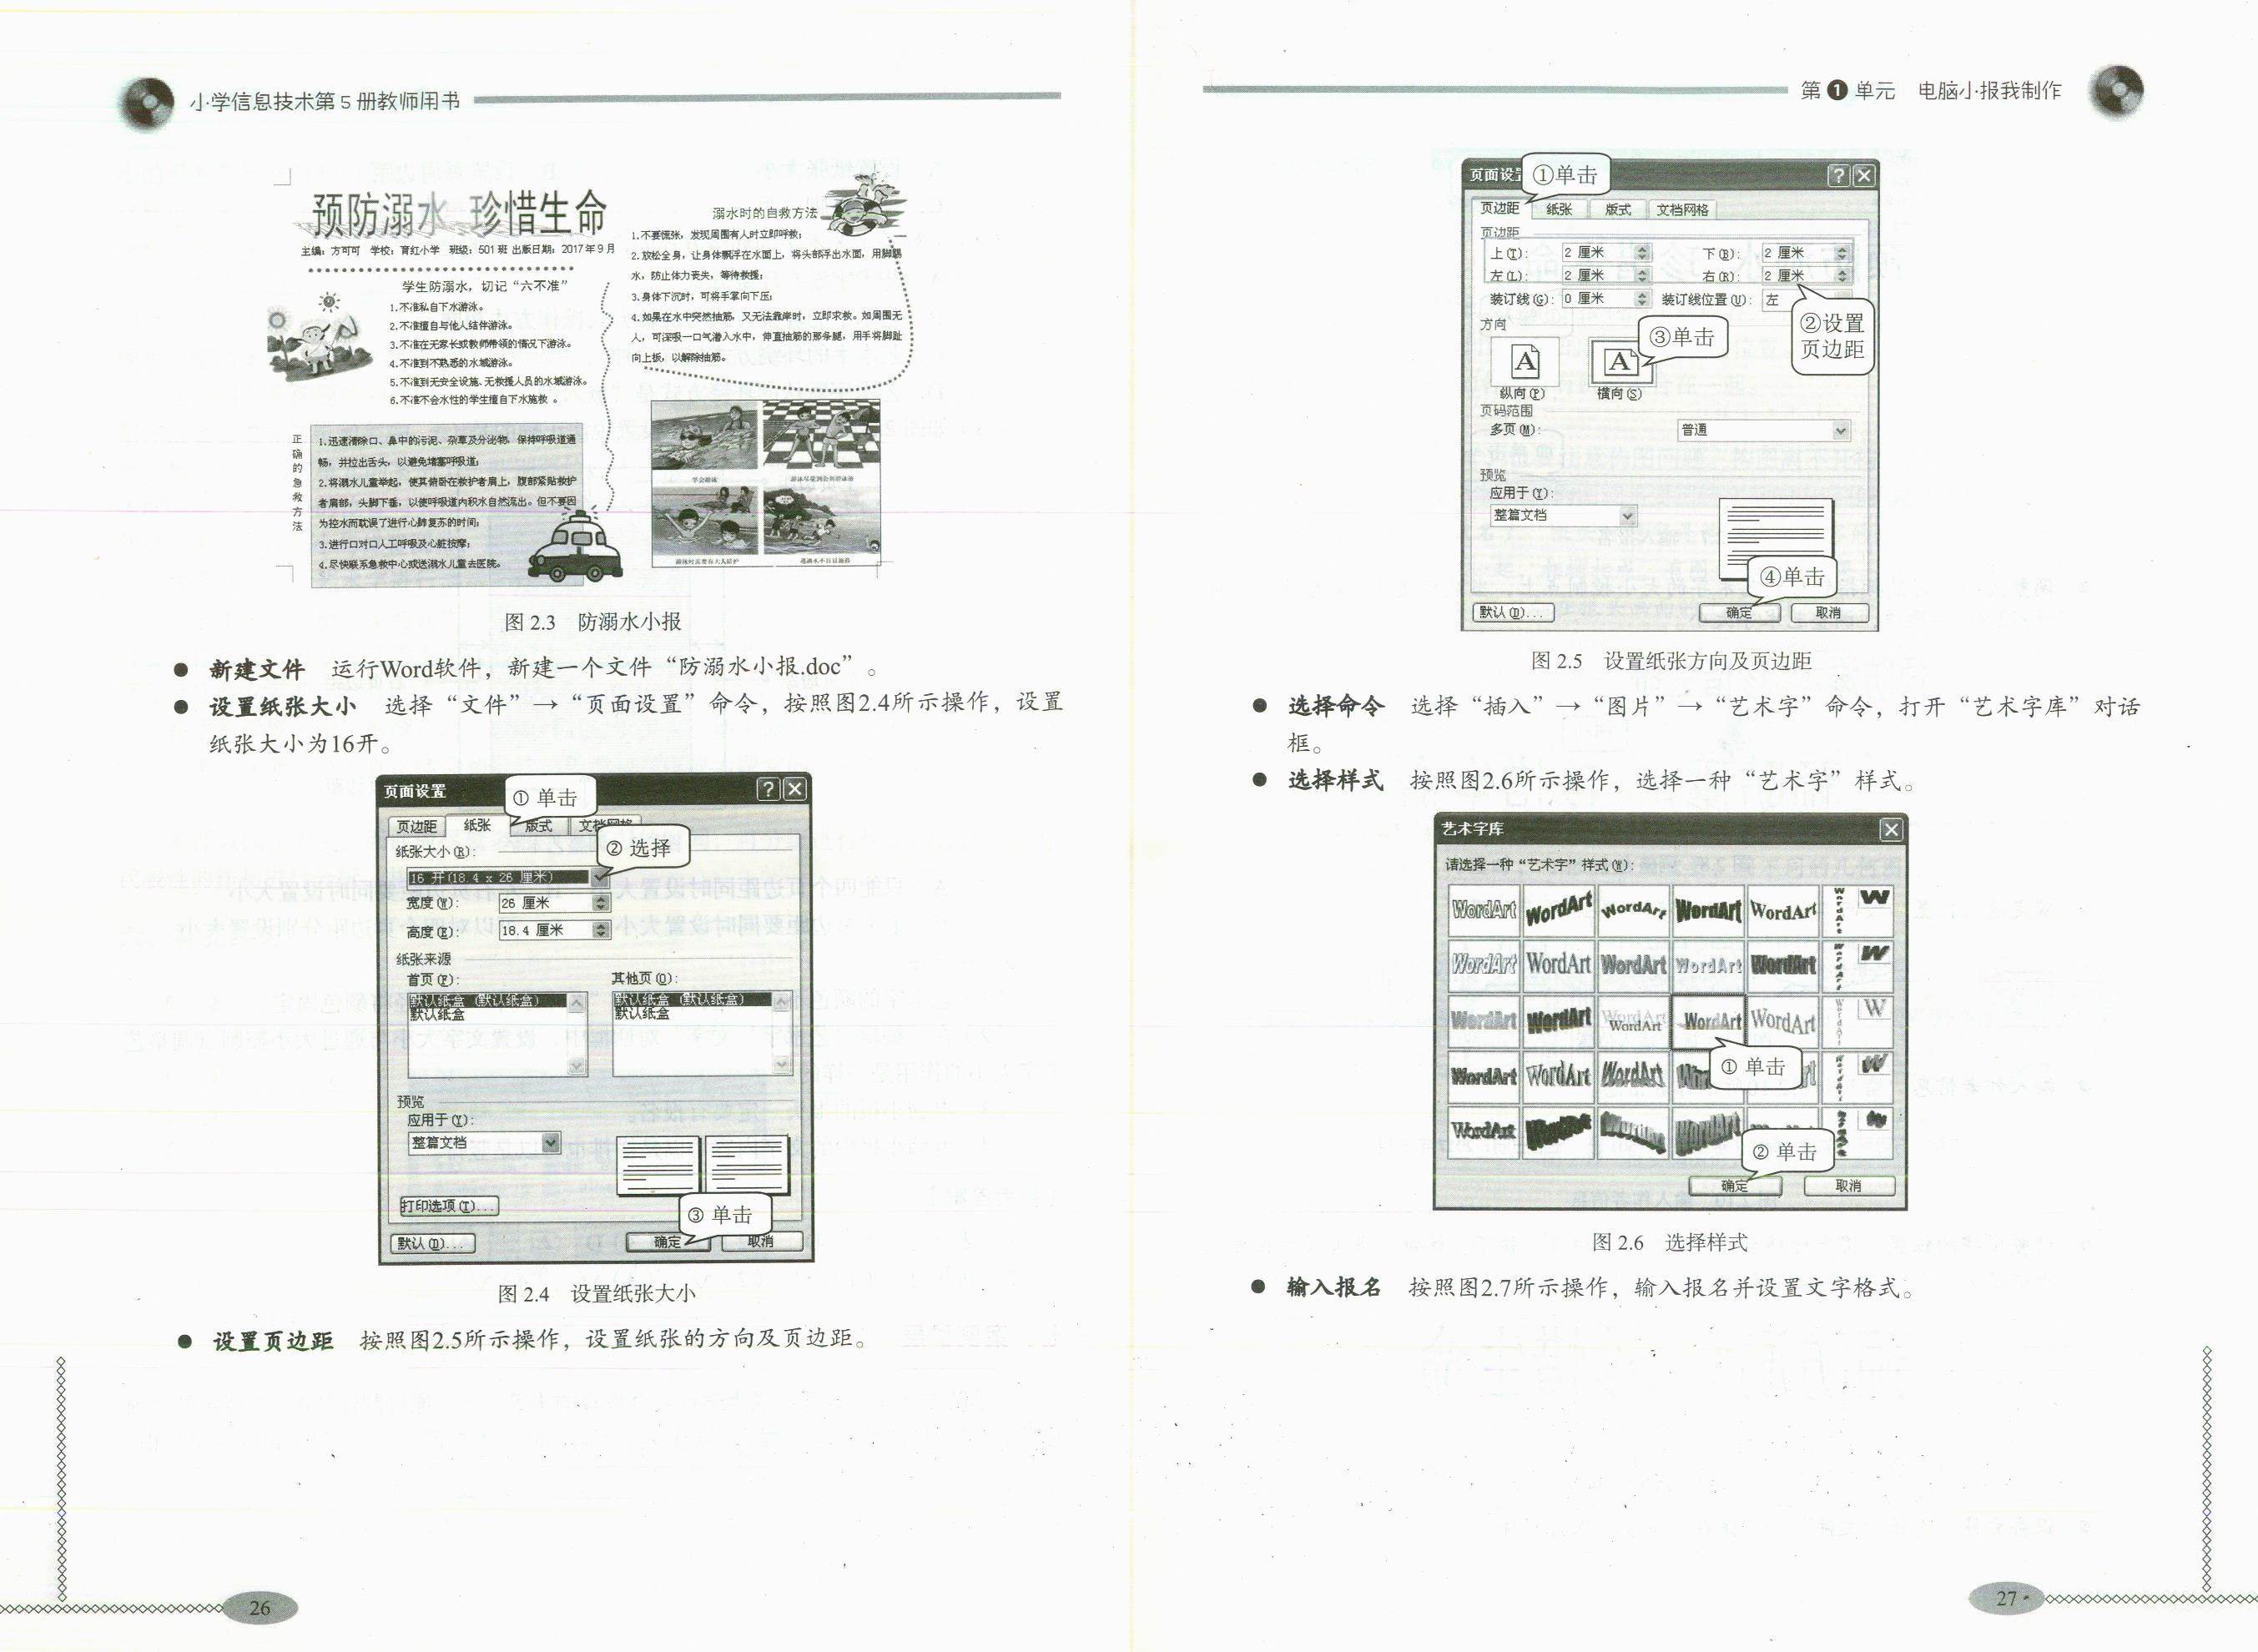 小学信息技术第5册教师用书
预防溺水 珍惜生命
主编：方可可 学校：育红小学 班级：501班 出版日期：2017年9月
学生防溺水，切记“六不准”
1.不准私自下水游泳。
2.不准擅自与他人结伴游泳。
3.不准在无家长或教师带领的情况下游泳。
4.不准到不熟悉的水域游泳。
5.不准到无安全设施、无救援人员的水域游泳。
6.不准不会水性的学生擅自下水施救 。
正确的急救方法
1.迅速清除口、鼻中的污泥、杂草及分泌物，保持呼吸道通
畅，并拉出舌头，以避免堵塞呼吸道；
2.将溺水儿童举起，使其俯卧在救护者肩上，腹部紧贴救护
者肩部，头脚下垂，以使呼吸道内积水自然流出。但不要因
为控水而耽误了进行心肺复苏的时间；
3.进行口对口人工呼吸及心脏按摩；
4.尽快联系急救中心或送溺水儿童去医院。
溺水时的自救方法
1.不要慌张，发现周围有人时立即呼救；
2.放松全身，让身体飘浮在水面上，将头部浮出水面，用脚踢
水，防止体力丧失，等待救援；
3.身体下沉时，可将手掌向下压；
4.如果在水中突然抽筋，又无法靠岸时，立即求救。如周围无
人，可深吸一口气潜入水中，伸直抽筋的那条腿，用手将脚趾
向上扳，以解除抽筋。
学会游泳
图 2.3 防溺水小报
● 新建文件 运行Word软件，新建一个文件“防溺水小报.doc”。
● 设置纸张大小 选择“文件”→“页面设置”命令，按照图2.4所示操作，设置
纸张大小为16开。
页面设置
① 单击
页边距 纸张 版式 文档网格
② 选择
纸张大小(R):
16 开(18.4 x 26 厘米)
宽度(W): 26 厘米
高度(E): 18.4 厘米
纸张来源
首页(F): 其他页(O):
默认纸盒 (默认纸盒) 默认纸盒 (默认纸盒)
默认纸盒 默认纸盒
预览
应用于(Y):
整篇文档
打印选项(T)...
③ 单击
默认(D)... 确定 取消
图 2.4 设置纸张大小
● 设置页边距 按照图2.5所示操作，设置纸张的方向及页边距。
26
第1单元 电脑小报我制作
页面设
①单击
页边距 纸张 版式 文档网格
页边距
上(T): 2 厘米 下(B): 2 厘米
左(L): 2 厘米 右(R): 2 厘米
装订线(G): 0 厘米 装订线位置(U): 左
②设置
页边距
方向
③单击
A A
纵向(P) 横向(S)
页码范围
多页(M): 普通
预览
应用于(Y):
整篇文档
④单击
默认(D)... 确定 取消
图 2.5 设置纸张方向及页边距
● 选择命令 选择“插入”→“图片”→“艺术字”命令，打开“艺术字库”对话
框。
● 选择样式 按照图2.6所示操作，选择一种“艺术字”样式。
艺术字库
请选择一种“艺术字”样式(W):
WordArt WordArt WordArt WordArt WordArt WordArt W
WordArt WordArt WordArt WordArt WordArt WordArt W
WordArt WordArt WordArt WordArt WordArt WordArt W
① 单击
WordArt WordArt WordArt WordArt W
WordArt WordArt WordArt WordArt
② 单击
确定 取消
图 2.6 选择样式
● 输入报名 按照图2.7所示操作，输入报名并设置文字格式。
27